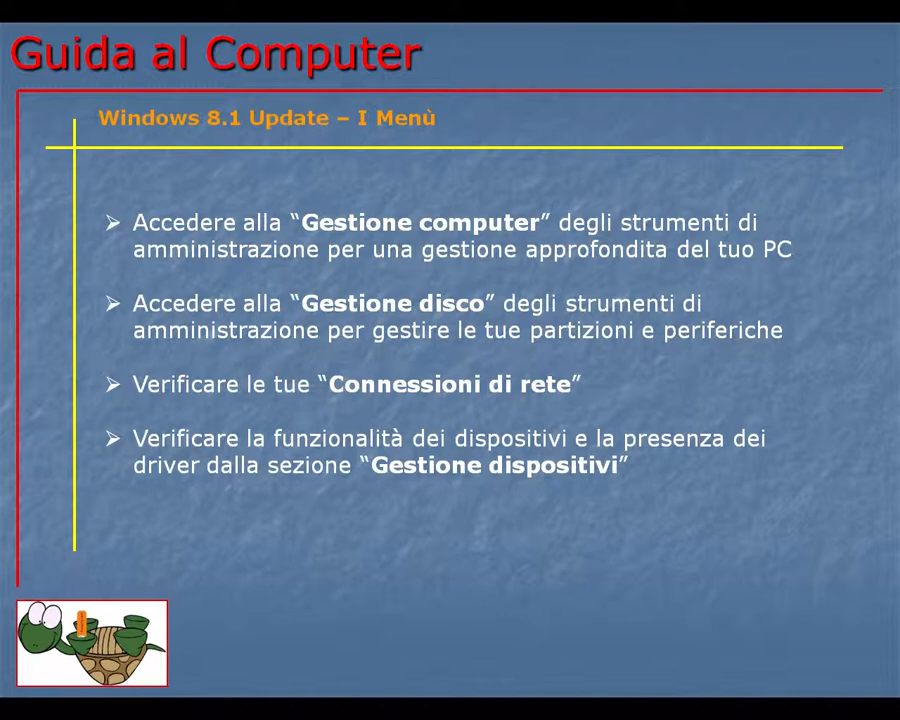 Guida al Computer
Windows 8.1 Update – I Menù
Accedere alla “Gestione computer” degli strumenti di
amministrazione per una gestione approfondita del tuo PC
Accedere alla “Gestione disco” degli strumenti di
amministrazione per gestire le tue partizioni e periferiche
Verificare le tue “Connessioni di rete”
Verificare la funzionalità dei dispositivi e la presenza dei
driver dalla sezione “Gestione dispositivi”